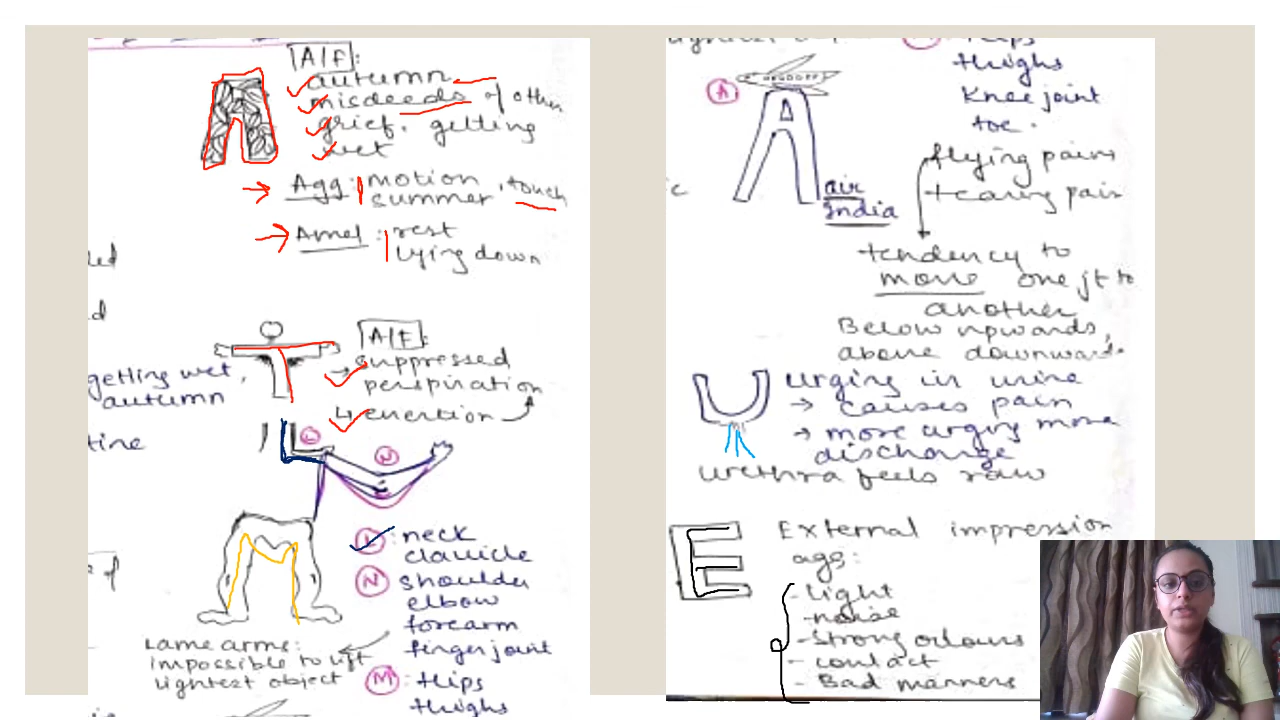 A/F:
autumn
misdeeds of other
grief. getting
wet
Agg: motion, touch
summer
Amel: rest
lying down
A/F:
→ suppressed
perspiration
↳ exertion
getting wet,
autumn
L
N
L : neck
clavicle
N shoulder
elbow
forearm
finger joint
Lame arms:
impossible to lift
lightest object
M : Hips
thighs
thighs
Knee joint
toe.
A
A
air
India
flying pains
tearing pain
tendency to
move one jt to
another
Below upwards,
above downwards.
U
urging in urine
→ causes pain
→ more urging more
discharge
Urethra feels raw
E
External impression
agg:
- light
- noise
- strong odours
- contact
- Bad manners